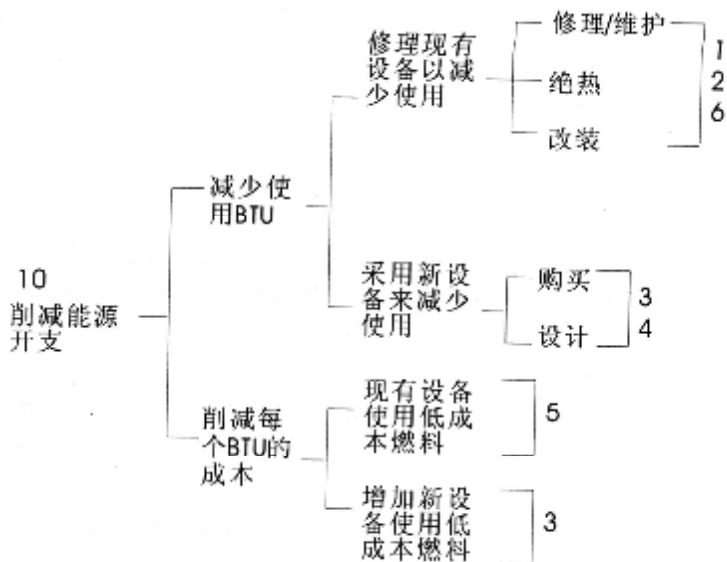 修理现有
设备以减
少使用
修理/维护
绝热
改装
1
2
6
减少使
用BTU
采用新设
备来减少
使用
购买
设计
3
4
10
削减能源
开支
削减每
个BTU的
成本
现有设备
使用低成
本燃料
5
增加新设
备使用低
成本燃料
3